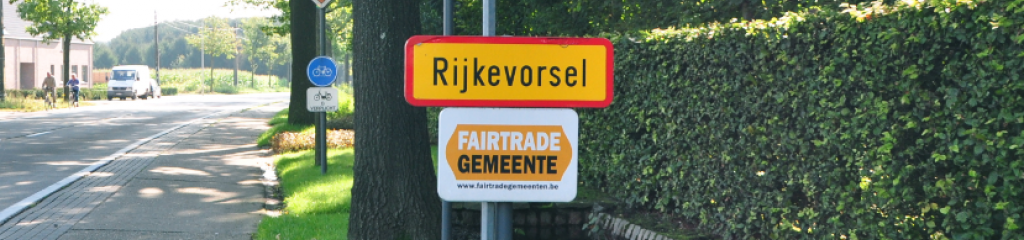 Rijkevorsel
FAIRTRADE
GEMEENTE
www.fairtradegemeenten.be